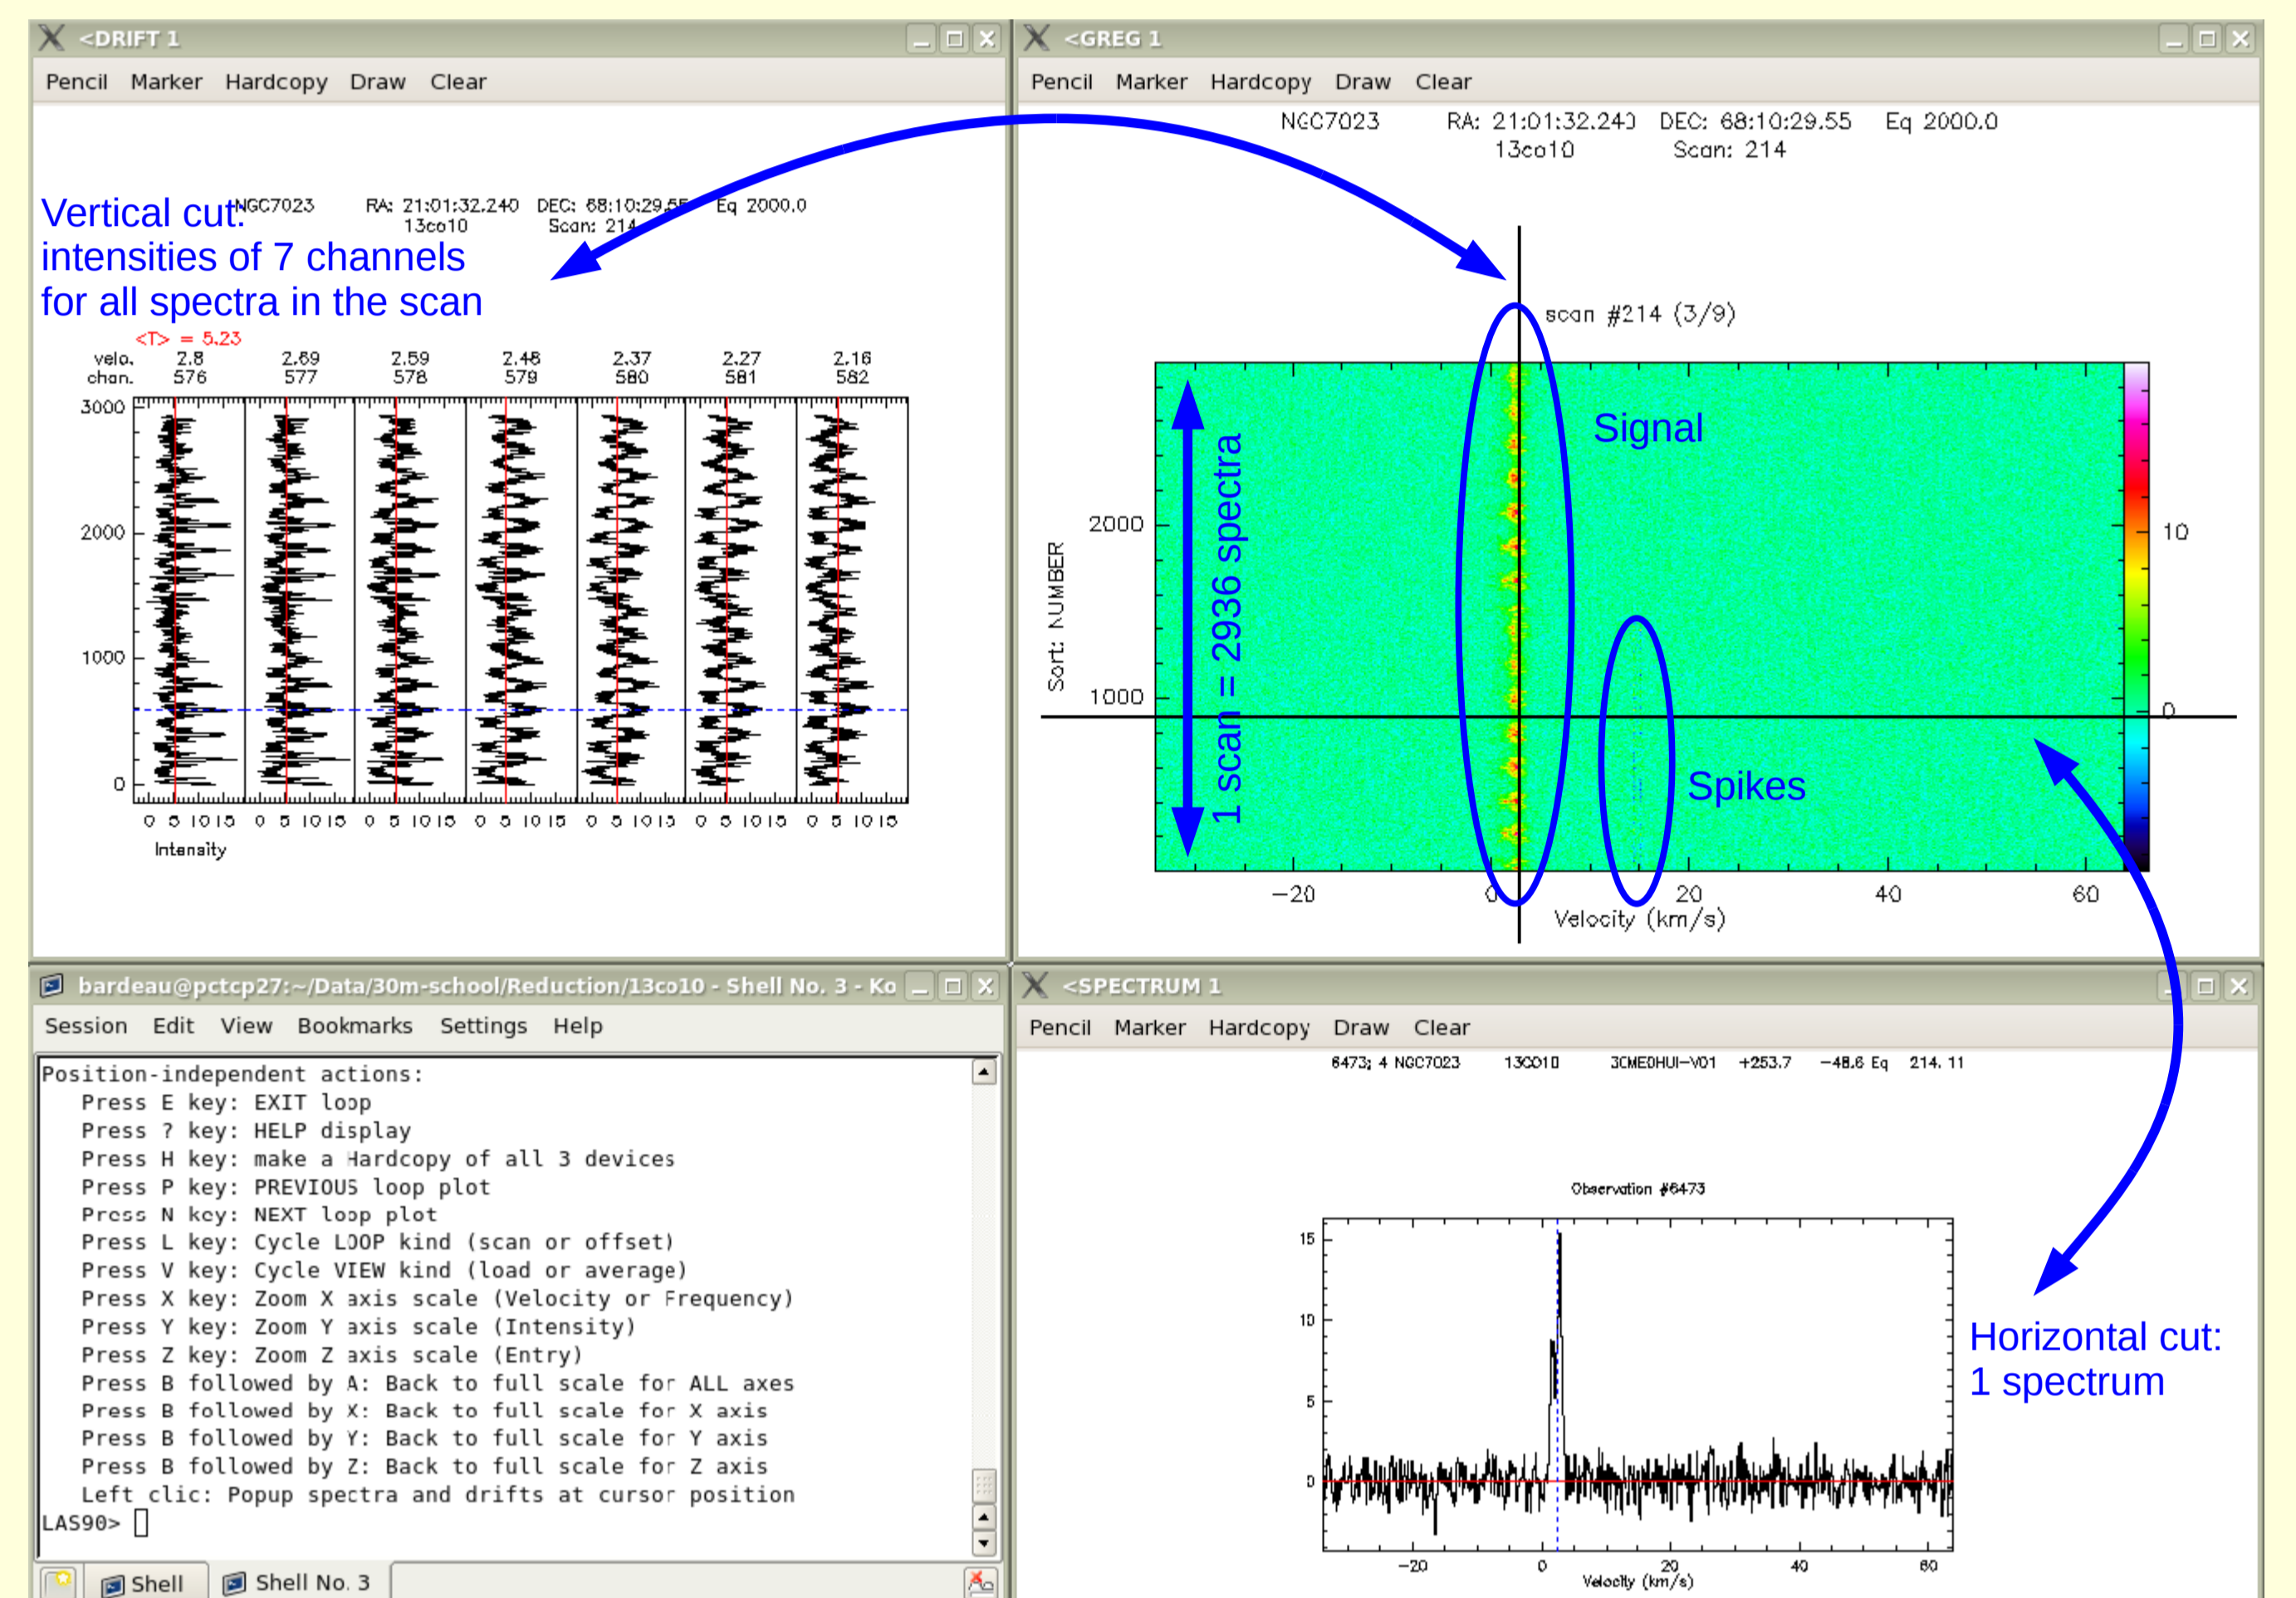 <DRIFT 1
Pencil Marker Hardcopy Draw Clear
NGC7023 RA: 21:01:32.240 DEC: 68:10:29.55 Eq 2000.0
13co10 Scan: 214
Vertical cut:
intensities of 7 channels
for all spectra in the scan
<T> = 5.23
velo. 2.8 2.69 2.59 2.48 2.37 2.27 2.16
chan. 576 577 578 579 580 581 582
3000
2000
1000
0
0 5 10 15 0 5 10 15 0 5 10 15 0 5 10 15 0 5 10 15 0 5 10 15 0 5 10 15
Intensity
<GREG 1
Pencil Marker Hardcopy Draw Clear
NGC7023 RA: 21:01:32.240 DEC: 68:10:29.55 Eq 2000.0
13co10 Scan: 214
scan #214 (3/9)
Signal
Spikes
1 scan = 2936 spectra
Sort: NUMBER
2000
1000
10
0
−20 0 20 40 60
Velocity (km/s)
bardeau@pctcp27:~/Data/30m-school/Reduction/13co10 - Shell No. 3 - Ko
Session Edit View Bookmarks Settings Help
Position-independent actions:
Press E key: EXIT loop
Press ? key: HELP display
Press H key: make a Hardcopy of all 3 devices
Press P key: PREVIOUS loop plot
Press N key: NEXT loop plot
Press L key: Cycle LOOP kind (scan or offset)
Press V key: Cycle VIEW kind (load or average)
Press X key: Zoom X axis scale (Velocity or Frequency)
Press Y key: Zoom Y axis scale (Intensity)
Press Z key: Zoom Z axis scale (Entry)
Press B followed by A: Back to full scale for ALL axes
Press B followed by X: Back to full scale for X axis
Press B followed by Y: Back to full scale for Y axis
Press B followed by Z: Back to full scale for Z axis
Left clic: Popup spectra and drifts at cursor position
LAS90>
Shell Shell No. 3
<SPECTRUM 1
Pencil Marker Hardcopy Draw Clear
6473; 4 NGC7023 13CO10 +253.7 −48.6 Eq 214. 11
Observation #6473
15
10
5
0
−20 0 20 40 60
Velocity (km/s)
Horizontal cut:
1 spectrum